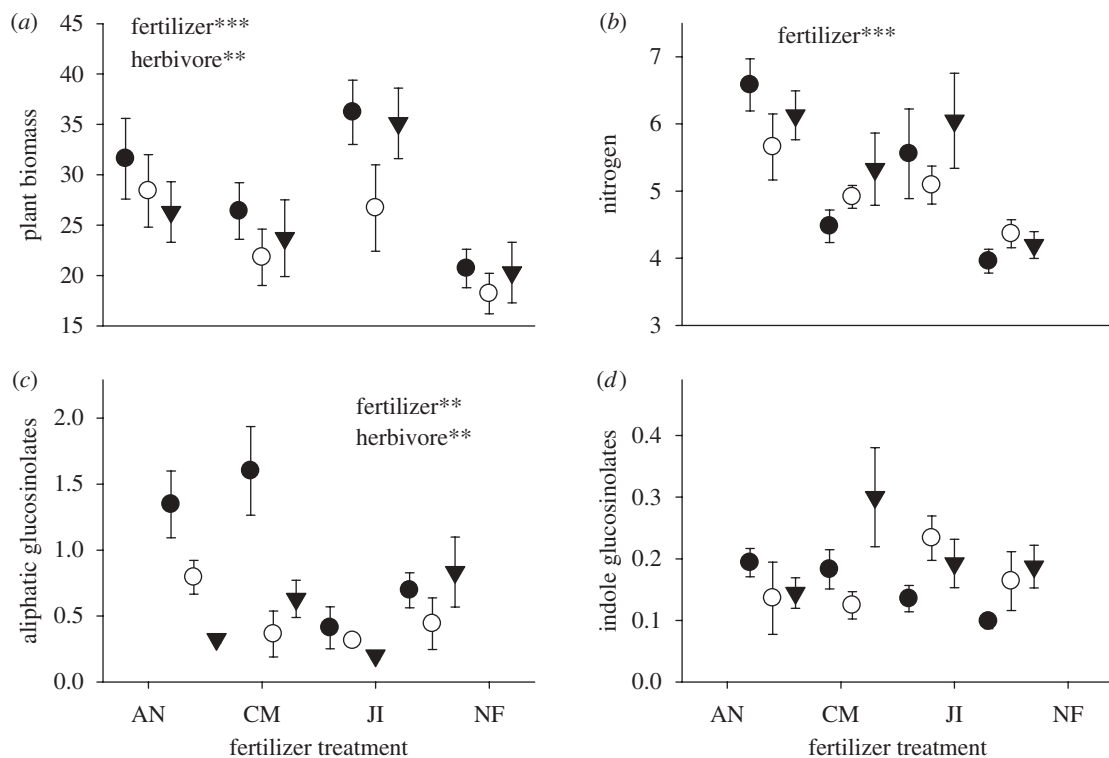 (a)
fertilizer***
herbivore**
45
40
35
30
25
20
15
plant biomass
(b)
fertilizer***
7
6
5
4
3
nitrogen
(c)
fertilizer**
herbivore**
2.0
1.5
1.0
0.5
0.0
aliphatic glucosinolates
AN CM JI NF
fertilizer treatment
(d)
0.4
0.3
0.2
0.1
0.0
indole glucosinolates
AN CM JI NF
fertilizer treatment